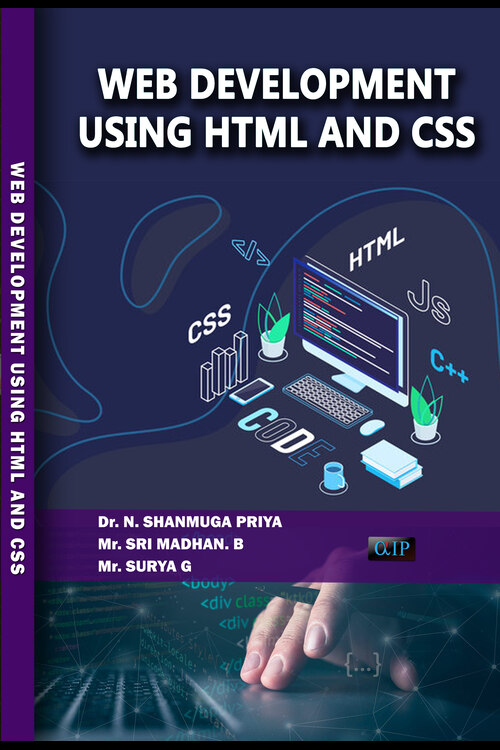 WEB DEVELOPMENT
USING HTML AND CSS
WEB DEVELOPMENT USING HTML AND CSS
</>
HTML
CSS
JS
C++
CODE
Dr. N. SHANMUGA PRIYA
Mr. SRI MADHAN. B
Mr. SURYA G
αIP
<body>
<div class=
<div c
<div
{...}